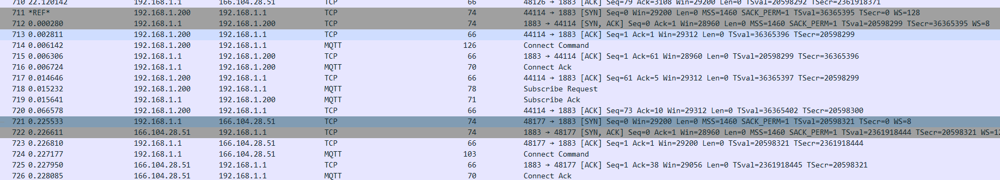 710 22.120142 192.168.1.1 166.104.28.51 TCP 66 48126 → 1883 [ACK] Seq=79 Ack=3108 Win=29200 Len=0 TSval=20598292 TSecr=2361918371
711 *REF* 192.168.1.200 192.168.1.1 TCP 74 44114 → 1883 [SYN] Seq=0 Win=29200 Len=0 MSS=1460 SACK_PERM=1 TSval=36365395 TSecr=0 WS=128
712 0.000280 192.168.1.1 192.168.1.200 TCP 74 1883 → 44114 [SYN, ACK] Seq=0 Ack=1 Win=28960 Len=0 MSS=1460 SACK_PERM=1 TSval=20598299 TSecr=36365395 WS=8
713 0.002811 192.168.1.200 192.168.1.1 TCP 66 44114 → 1883 [ACK] Seq=1 Ack=1 Win=29312 Len=0 TSval=36365396 TSecr=20598299
714 0.006142 192.168.1.200 192.168.1.1 MQTT 126 Connect Command
715 0.006306 192.168.1.1 192.168.1.200 TCP 66 1883 → 44114 [ACK] Seq=1 Ack=61 Win=28960 Len=0 TSval=20598299 TSecr=36365396
716 0.006724 192.168.1.1 192.168.1.200 MQTT 70 Connect Ack
717 0.014646 192.168.1.200 192.168.1.1 TCP 66 44114 → 1883 [ACK] Seq=61 Ack=5 Win=29312 Len=0 TSval=36365397 TSecr=20598299
718 0.015232 192.168.1.200 192.168.1.1 MQTT 78 Subscribe Request
719 0.015641 192.168.1.1 192.168.1.200 MQTT 71 Subscribe Ack
720 0.066578 192.168.1.200 192.168.1.1 TCP 66 44114 → 1883 [ACK] Seq=73 Ack=10 Win=29312 Len=0 TSval=36365402 TSecr=20598300
721 0.225533 192.168.1.1 166.104.28.51 TCP 74 48177 → 1883 [SYN] Seq=0 Win=29200 Len=0 MSS=1460 SACK_PERM=1 TSval=20598321 TSecr=0 WS=8
722 0.226611 166.104.28.51 192.168.1.1 TCP 74 1883 → 48177 [SYN, ACK] Seq=0 Ack=1 Win=28960 Len=0 MSS=1460 SACK_PERM=1 TSval=2361918444 TSecr=20598321
723 0.226810 192.168.1.1 166.104.28.51 TCP 66 48177 → 1883 [ACK] Seq=1 Ack=1 Win=29200 Len=0 TSval=20598321 TSecr=2361918444
724 0.227177 192.168.1.1 166.104.28.51 MQTT 103 Connect Command
725 0.227950 166.104.28.51 192.168.1.1 TCP 66 1883 → 48177 [ACK] Seq=1 Ack=38 Win=29056 Len=0 TSval=2361918445 TSecr=20598321
726 0.228085 166.104.28.51 192.168.1.1 MQTT 70 Connect Ack